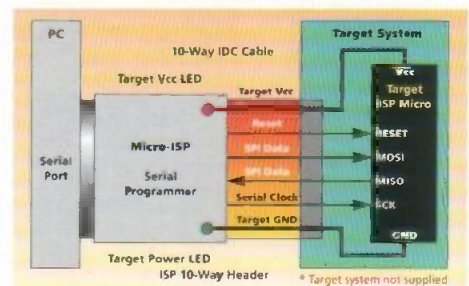 PC
Target System
10-Way IDC Cable
Target Vcc LED
Target Vcc
Vcc
Target
ISP Micro
Reset
RESET
Micro-ISP
SPI Data
MOSI
Serial
Port
Serial
Programmer
SPI Data
MISO
Serial Clock
SCK
Target GND
GND
Target Power LED
ISP 10-Way Header
* Target system not supplied